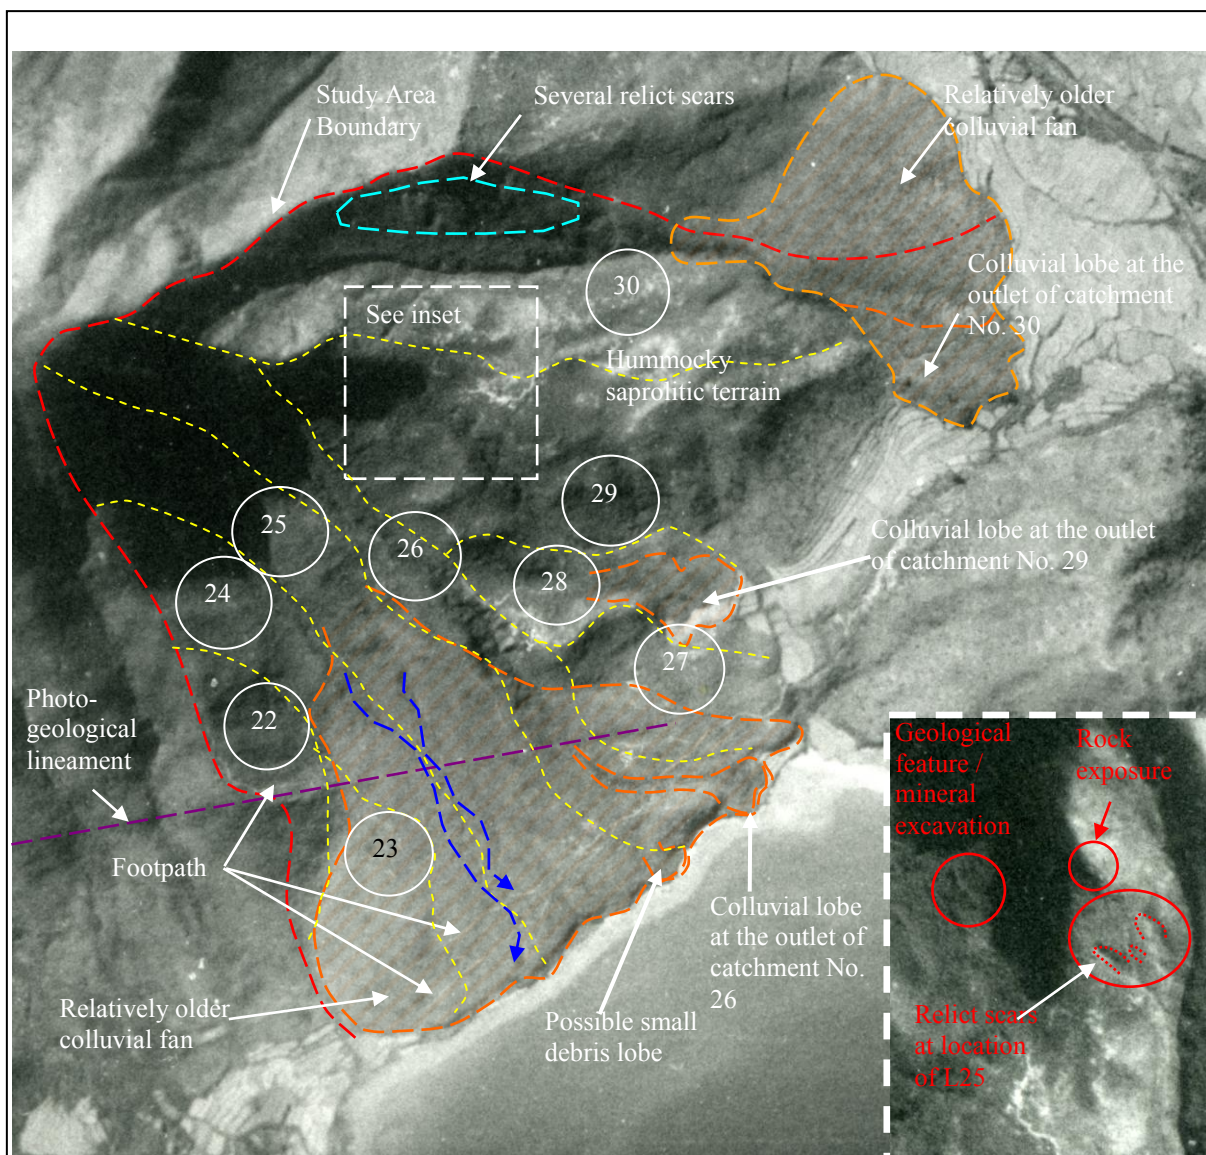 Study Area
Boundary
Several relict scars
Relatively older
colluvial fan
30
Colluvial lobe at the
outlet of catchment
No. 30
See inset
Hummocky
saprolitic terrain
29
25
26
28
24
Colluvial lobe at the outlet
of catchment No. 29
27
22
Photo-
geological
lineament
23
Footpath
Relatively older
colluvial fan
Possible small
debris lobe
Colluvial lobe
at the outlet of
catchment No.
26
Geological
feature /
mineral
excavation
Rock
exposure
Relict scars
at location
of L25